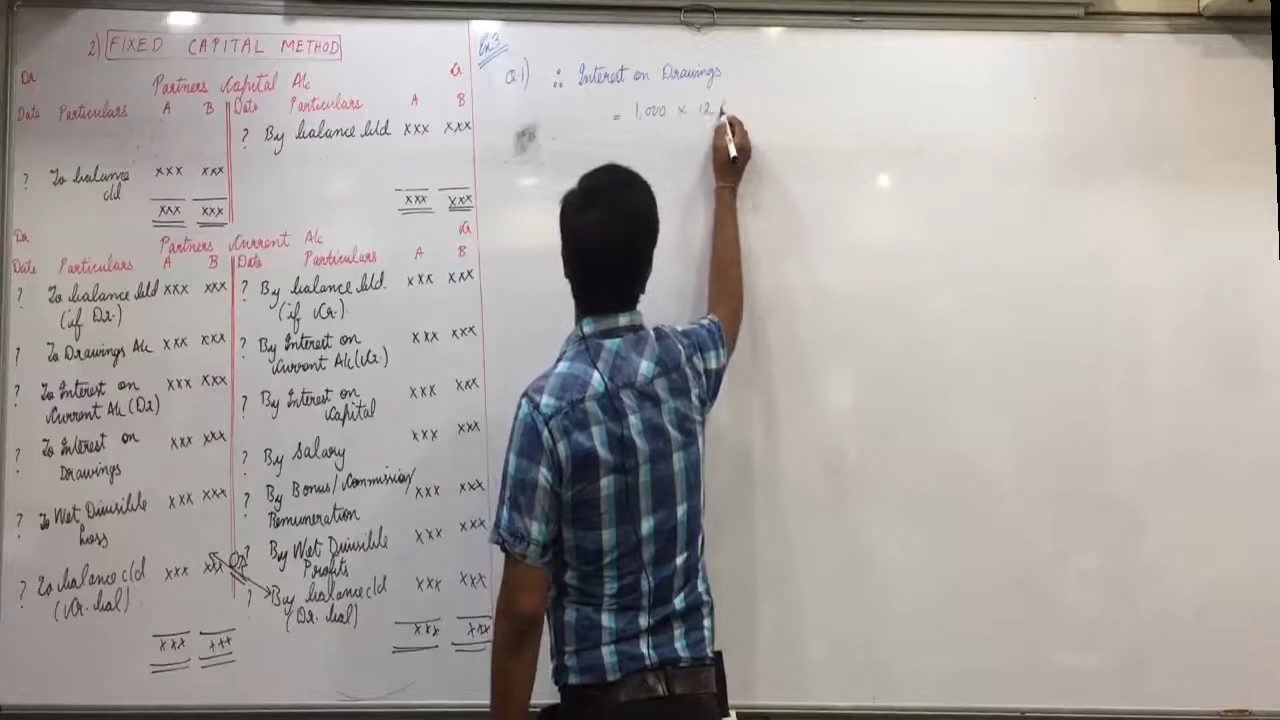 2) FIXED CAPITAL METHOD
Dr Partners Capital A/c Cr
Date Particulars A B Date Particulars A B
? By balance b/d xxx xxx
? To balance c/d xxx xxx
xxx xxx xxx xxx
Dr Partners Current A/c Cr
Date Particulars A B Date Particulars A B
? To balance b/d xxx xxx ? By balance b/d xxx xxx
(if Dr.) (if Cr.)
? To Drawings A/c xxx xxx ? By Interest on xxx xxx
Current A/c (Cr.)
? To Interest on xxx xxx ? By Interest on xxx xxx
Current A/c (Dr) Capital
? To Interest on xxx xxx ? By Salary xxx xxx
Drawings
? To Net Divisible xxx xxx ? By Bonus/Commission/ xxx xxx
Loss Remuneration
? By Net Divisible xxx xxx
Profits
? To balance c/d xxx xxx ? By balance c/d xxx xxx
(Cr. bal) (Dr. bal)
xxx xxx xxx xxx
Ex 3
Q.1) ∴ Interest on Drawings
= 1,000 × 12